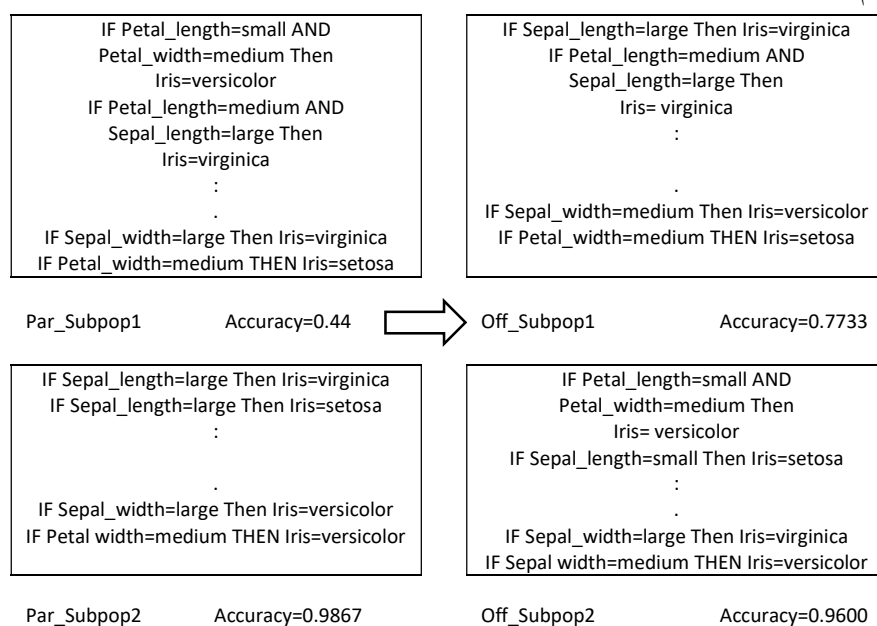 IF Petal_length=small AND
Petal_width=medium Then
Iris=versicolor
IF Petal_length=medium AND
Sepal_length=large Then
Iris=virginica
:
.
IF Sepal_width=large Then Iris=virginica
IF Petal_width=medium THEN Iris=setosa
IF Sepal_length=large Then Iris=virginica
IF Petal_length=medium AND
Sepal_length=large Then
Iris= virginica
:
.
IF Sepal_width=medium Then Iris=versicolor
IF Petal_width=medium THEN Iris=setosa
Par_Subpop1 Accuracy=0.44
Off_Subpop1 Accuracy=0.7733
IF Sepal_length=large Then Iris=virginica
IF Sepal_length=large Then Iris=setosa
:
.
IF Sepal_width=large Then Iris=versicolor
IF Petal width=medium THEN Iris=versicolor
IF Petal_length=small AND
Petal_width=medium Then
Iris= versicolor
IF Sepal_length=small Then Iris=setosa
:
.
IF Sepal_width=large Then Iris=virginica
IF Sepal width=medium THEN Iris=versicolor
Par_Subpop2 Accuracy=0.9867
Off_Subpop2 Accuracy=0.9600